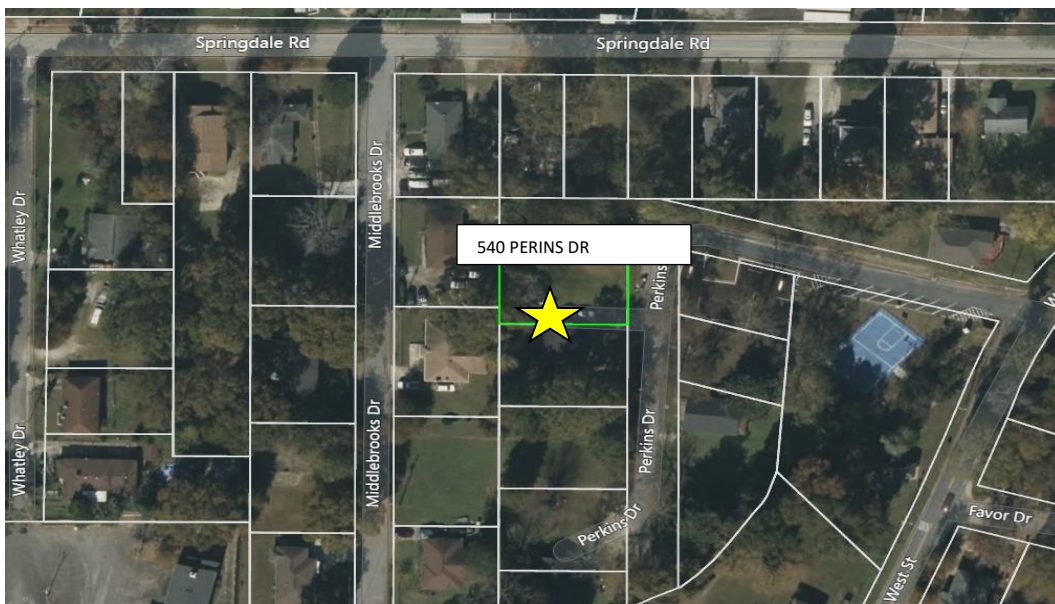 Springdale Rd
Springdale Rd
Whatley Dr
Middlebrooks Dr
540 PERINS DR
Perkins
Perkins Dr
Whatley Dr
Middlebrooks Dr
Perkins Dr
Favor Dr
West St